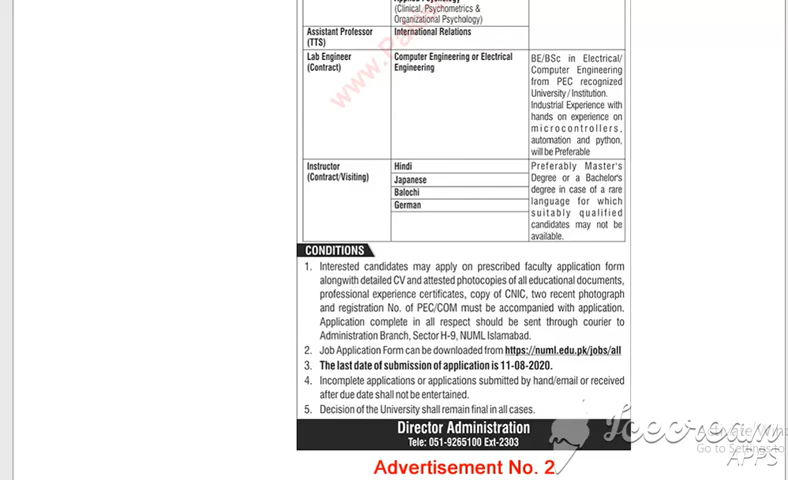 Applied Psychology
(Clinical, Psychometrics &
Organizational Psychology)
Assistant Professor
(TTS)
International Relations
Lab Engineer
(Contract)
Computer Engineering or Electrical
Engineering
BE/BSc in Electrical/
Computer Engineering
from PEC recognized
University/Institution.
Industrial Experience with
hands on experience on
microcontrollers,
automation and python,
will be Preferable
Instructor
(Contract/Visiting)
Hindi
Japanese
Balochi
German
Preferably Master's
Degree or a Bachelor's
degree in case of a rare
language for which
suitably qualified
candidates may not be
available.
CONDITIONS
1. Interested candidates may apply on prescribed faculty application form
alongwith detailed CV and attested photocopies of all educational documents,
professional experience certificates, copy of CNIC, two recent photograph
and registration No. of PEC/COM must be accompanied with application.
Application complete in all respect should be sent through courier to
Administration Branch, Sector H-9, NUML Islamabad.
2. Job Application Form can be downloaded from https://numl.edu.pk/jobs/all
3. The last date of submission of application is 11-08-2020.
4. Incomplete applications or applications submitted by hand/email or received
after due date shall not be entertained.
5. Decision of the University shall remain final in all cases.
Director Administration
Tele: 051-9265100 Ext-2303
Advertisement No. 2
Icecream
APPS
Activate Win
Go to Settings to
www.Pa